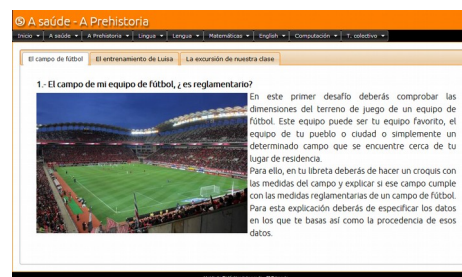 A saúde - A Prehistoria
Inicio A saúde A Prehistoria Lingua Lengua Matemáticas English Computación T. colectivo
El campo de fútbol El entrenamiento de Luisa La excursión de nuestra clase
1.- El campo de mi equipo de fútbol, ¿ es reglamentario?
En este primer desafío deberás comprobar las
dimensiones del terreno de juego de un equipo de
fútbol. Este equipo puede ser tu equipo favorito, el
equipo de tu pueblo o ciudad o simplemente un
determinado campo que se encuentre cerca de tu
lugar de residencia.
Para ello, en tu libreta deberás de hacer un croquis con
las medidas del campo y explicar si ese campo cumple
con las medidas reglamentarias de un campo de fútbol.
Para esta explicación deberás de especificar los datos
en los que te basas así como la procedencia de esos
datos.